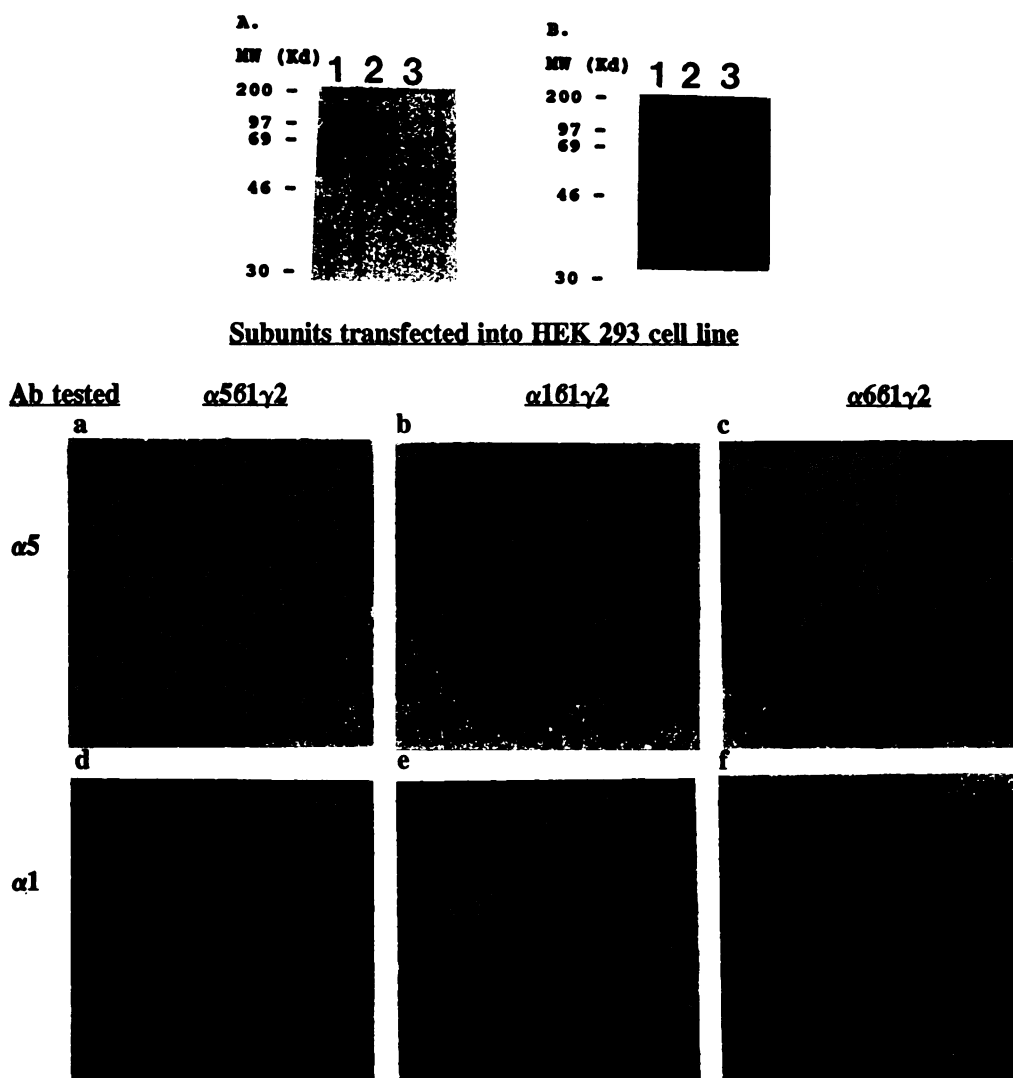 A.
MW (Kd)
1 2 3
200 -
97 -
69 -
46 -
30 -
B.
MW (Kd)
1 2 3
200 -
97 -
69 -
46 -
30 -
Subunits transfected into HEK 293 cell line
Ab tested α5ϐ1γ2 α1ϐ1γ2 α6ϐ1γ2
a b c
α5
d e f
α1